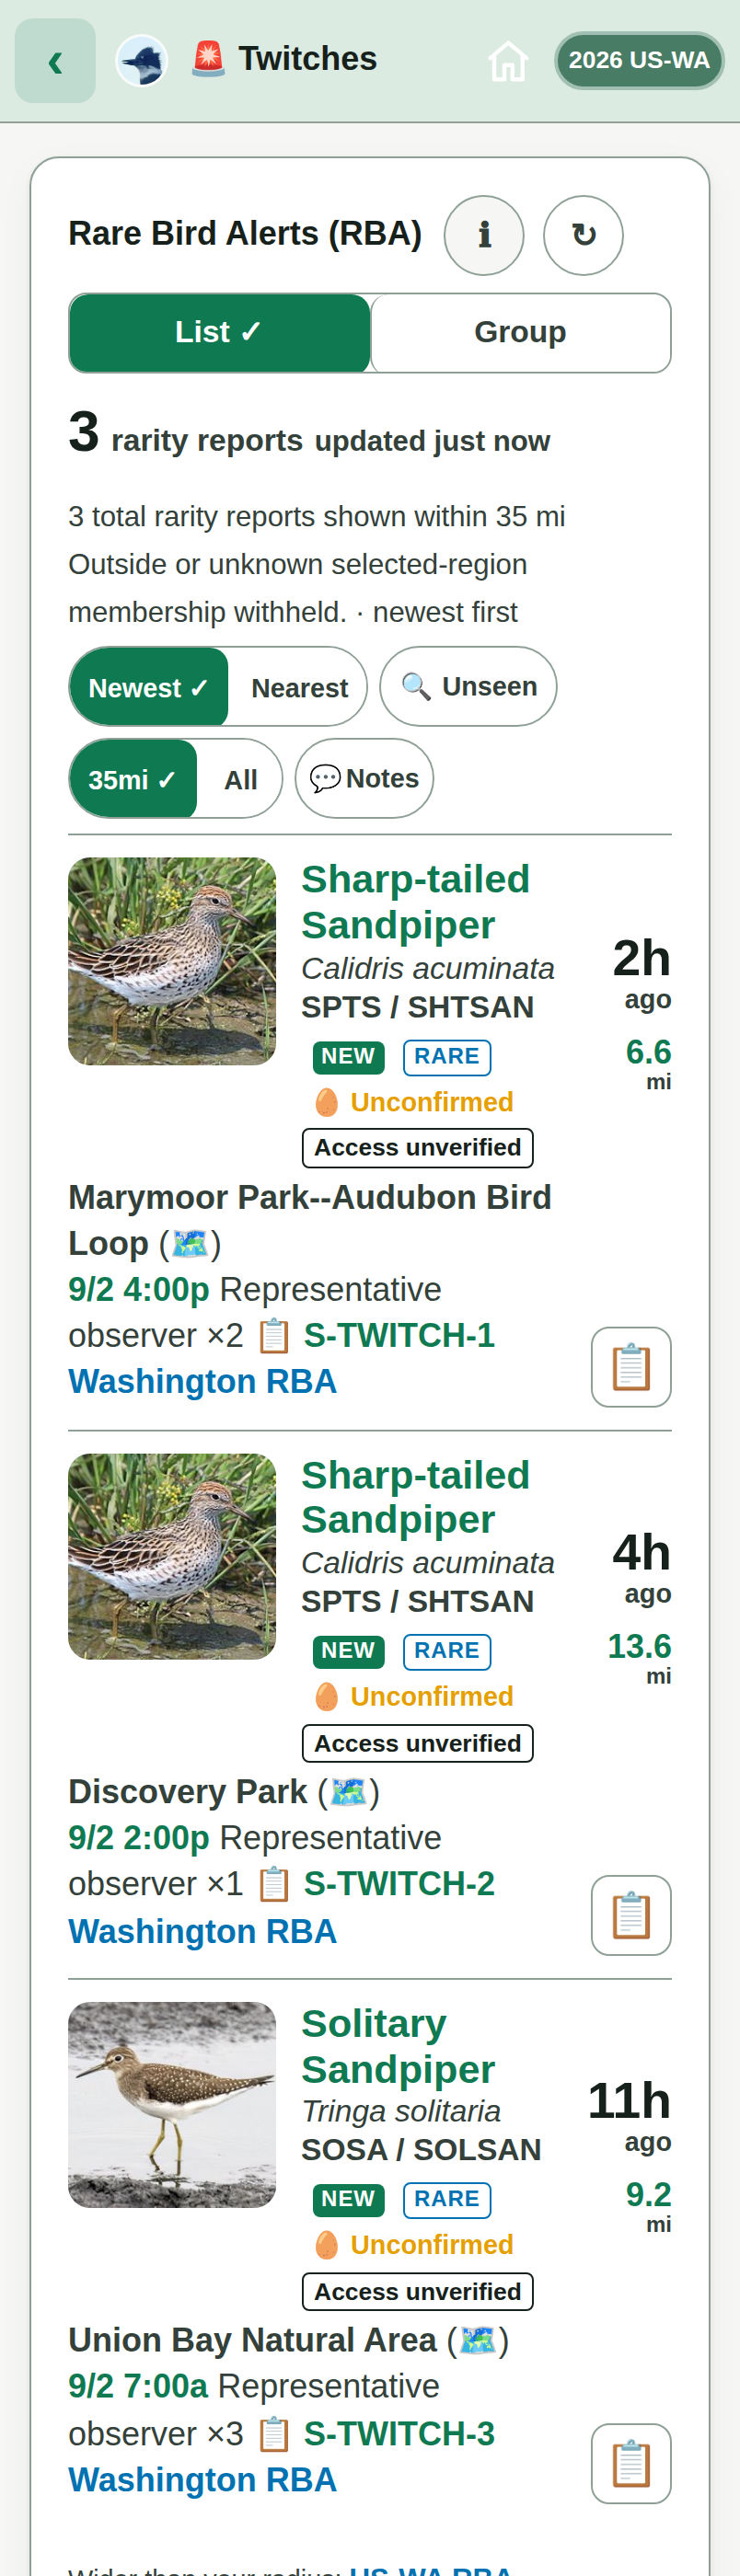 ‹ 🚨 Twitches 2026 US-WA
Rare Bird Alerts (RBA) ℹ ↻
List ✓ Group
3 rarity reports updated just now
3 total rarity reports shown within 35 mi
Outside or unknown selected-region
membership withheld. · newest first
Newest ✓ Nearest 🔍 Unseen
35mi ✓ All 💬 Notes
Sharp-tailed
Sandpiper
Calidris acuminata
SPTS / SHTSAN
2h
ago
NEW RARE
6.6
mi
🥚 Unconfirmed
Access unverified
Marymoor Park--Audubon Bird
Loop (🗺️)
9/2 4:00p Representative
observer ×2 📋 S-TWITCH-1
Washington RBA
📋
Sharp-tailed
Sandpiper
Calidris acuminata
SPTS / SHTSAN
4h
ago
NEW RARE
13.6
mi
🥚 Unconfirmed
Access unverified
Discovery Park (🗺️)
9/2 2:00p Representative
observer ×1 📋 S-TWITCH-2
Washington RBA
📋
Solitary
Sandpiper
Tringa solitaria
SOSA / SOLSAN
11h
ago
NEW RARE
9.2
mi
🥚 Unconfirmed
Access unverified
Union Bay Natural Area (🗺️)
9/2 7:00a Representative
observer ×3 📋 S-TWITCH-3
Washington RBA
📋
Wider than your radius: US-WA RBA